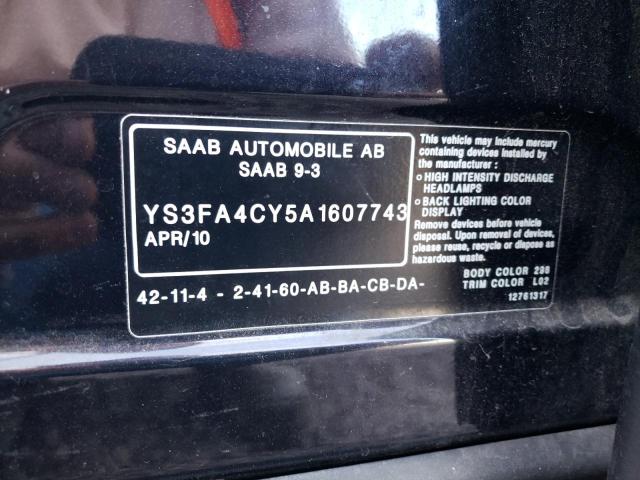 SAAB AUTOMOBILE AB
SAAB 9-3
YS3FA4CY5A1607743
APR/10
42-11-4 - 2-41-60-AB-BA-CB-DA-
This vehicle may include mercury
containing devices installed by
the manufacturer :
o HIGH INTENSITY DISCHARGE
HEADLAMPS
o BACK LIGHTING COLOR
DISPLAY
Remove devices before vehicle
disposal. Upon removal of devices,
please reuse, recycle or dispose as
hazardous waste.
BODY COLOR 298
TRIM COLOR L02
12761317